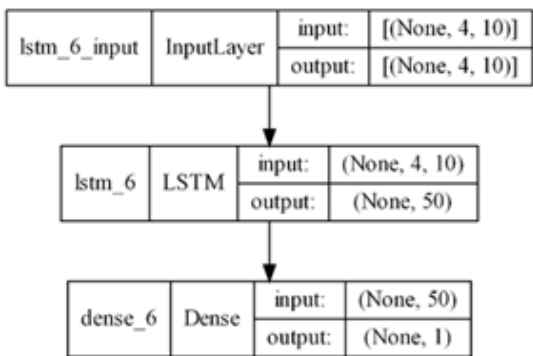 lstm_6_input InputLayer input: [(None, 4, 10)]
output: [(None, 4, 10)]
lstm_6 LSTM input: (None, 4, 10)
output: (None, 50)
dense_6 Dense input: (None, 50)
output: (None, 1)